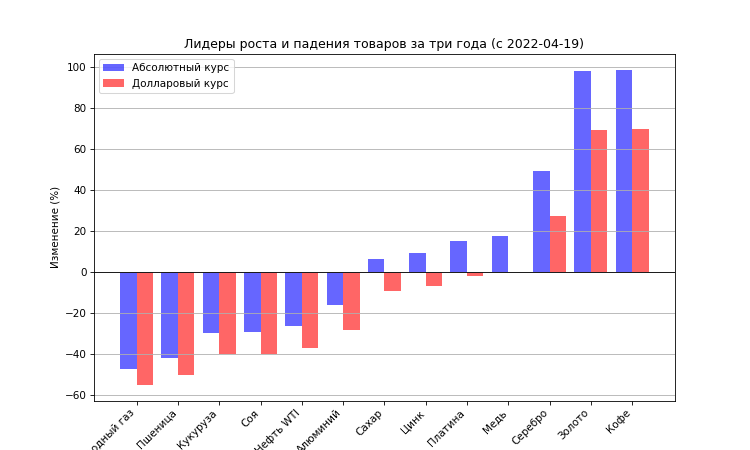 Лидеры роста и падения товаров за три года (с 2022-04-19)
Абсолютный курс
Долларовый курс
Изменение (%)
100
80
60
40
20
0
−20
−40
−60
одный газ
Пшеница
Кукуруза
Соя
Нефть WTI
Алюминий
Сахар
Цинк
Платина
Медь
Серебро
Золото
Кофе